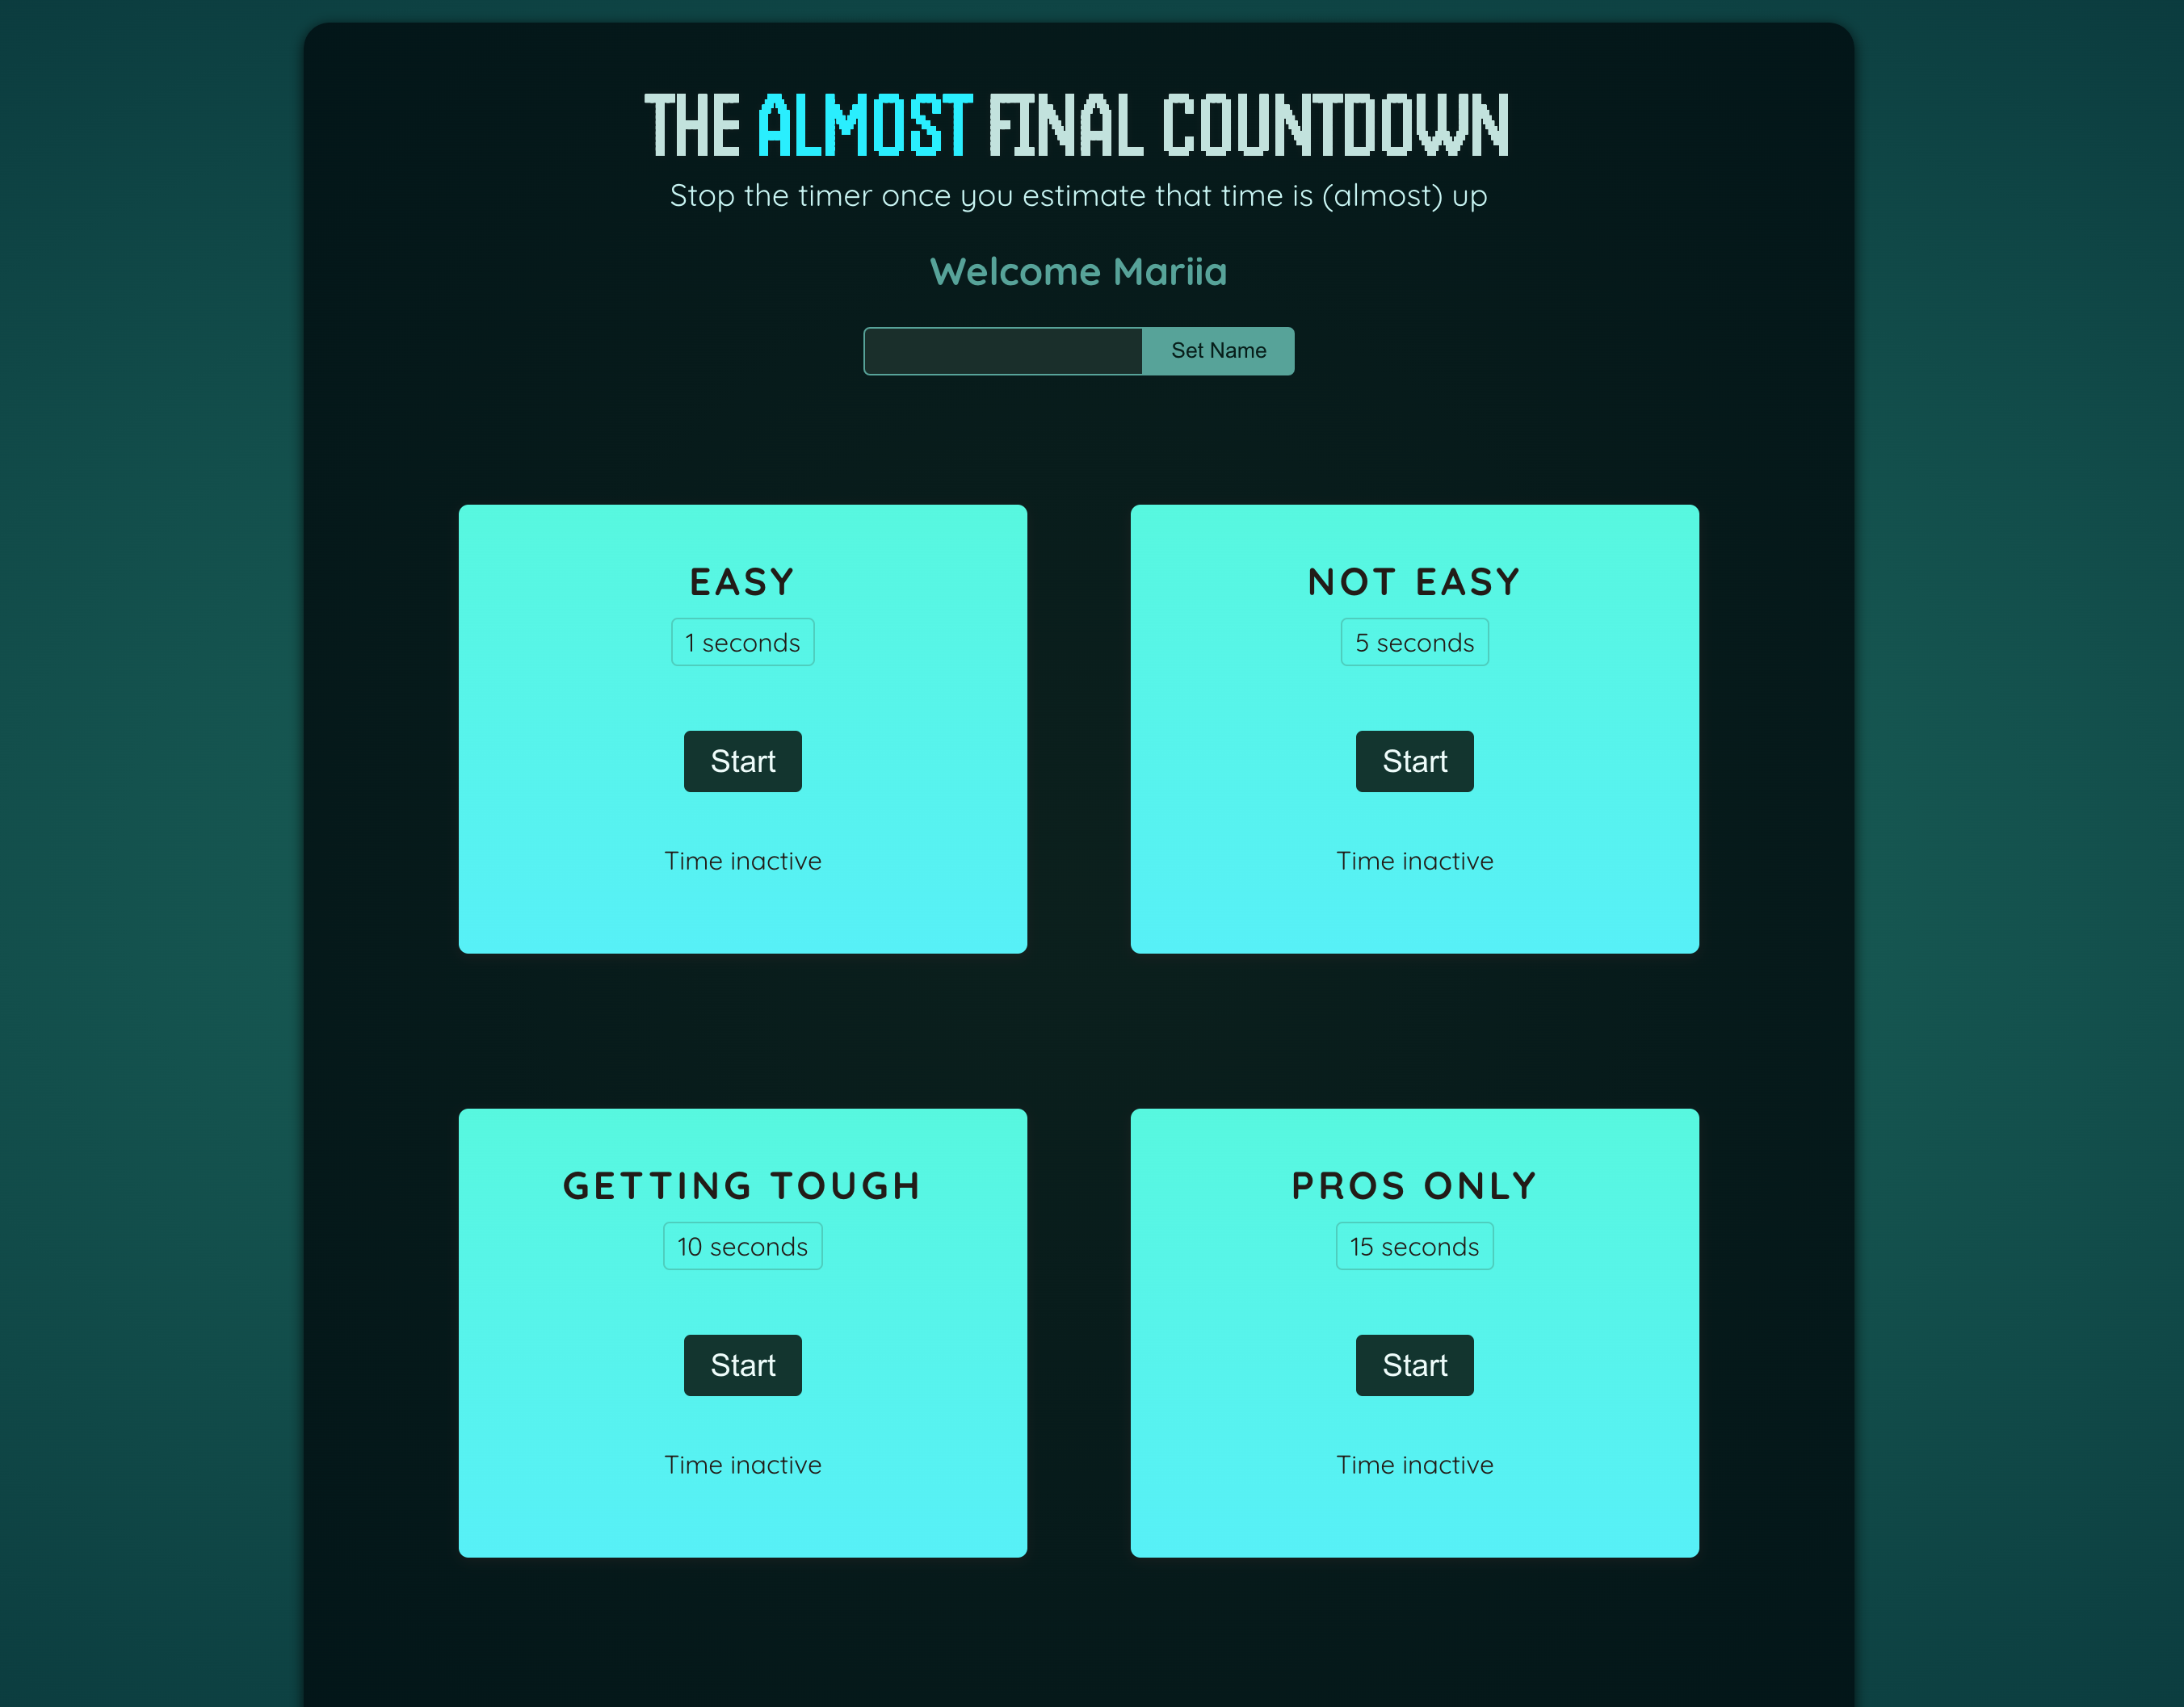 THE ALMOST FINAL COUNTDOWN
Stop the timer once you estimate that time is (almost) up
Welcome Mariia
Set Name
EASY
1 seconds
Start
Time inactive
NOT EASY
5 seconds
Start
Time inactive
GETTING TOUGH
10 seconds
Start
Time inactive
PROS ONLY
15 seconds
Start
Time inactive